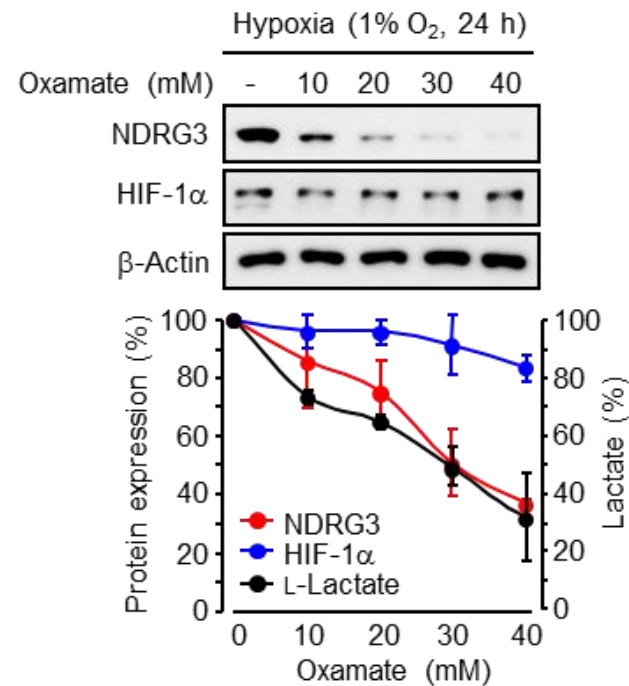 Hypoxia (1% O₂, 24 h)
Oxamate (mM) - 10 20 30 40
NDRG3
HIF-1α
β-Actin
Protein expression (%)
100
80
60
40
20
0
NDRG3
HIF-1α
L-Lactate
100
80
60
40
20
0
Lactate (%)
0 10 20 30 40
Oxamate (mM)